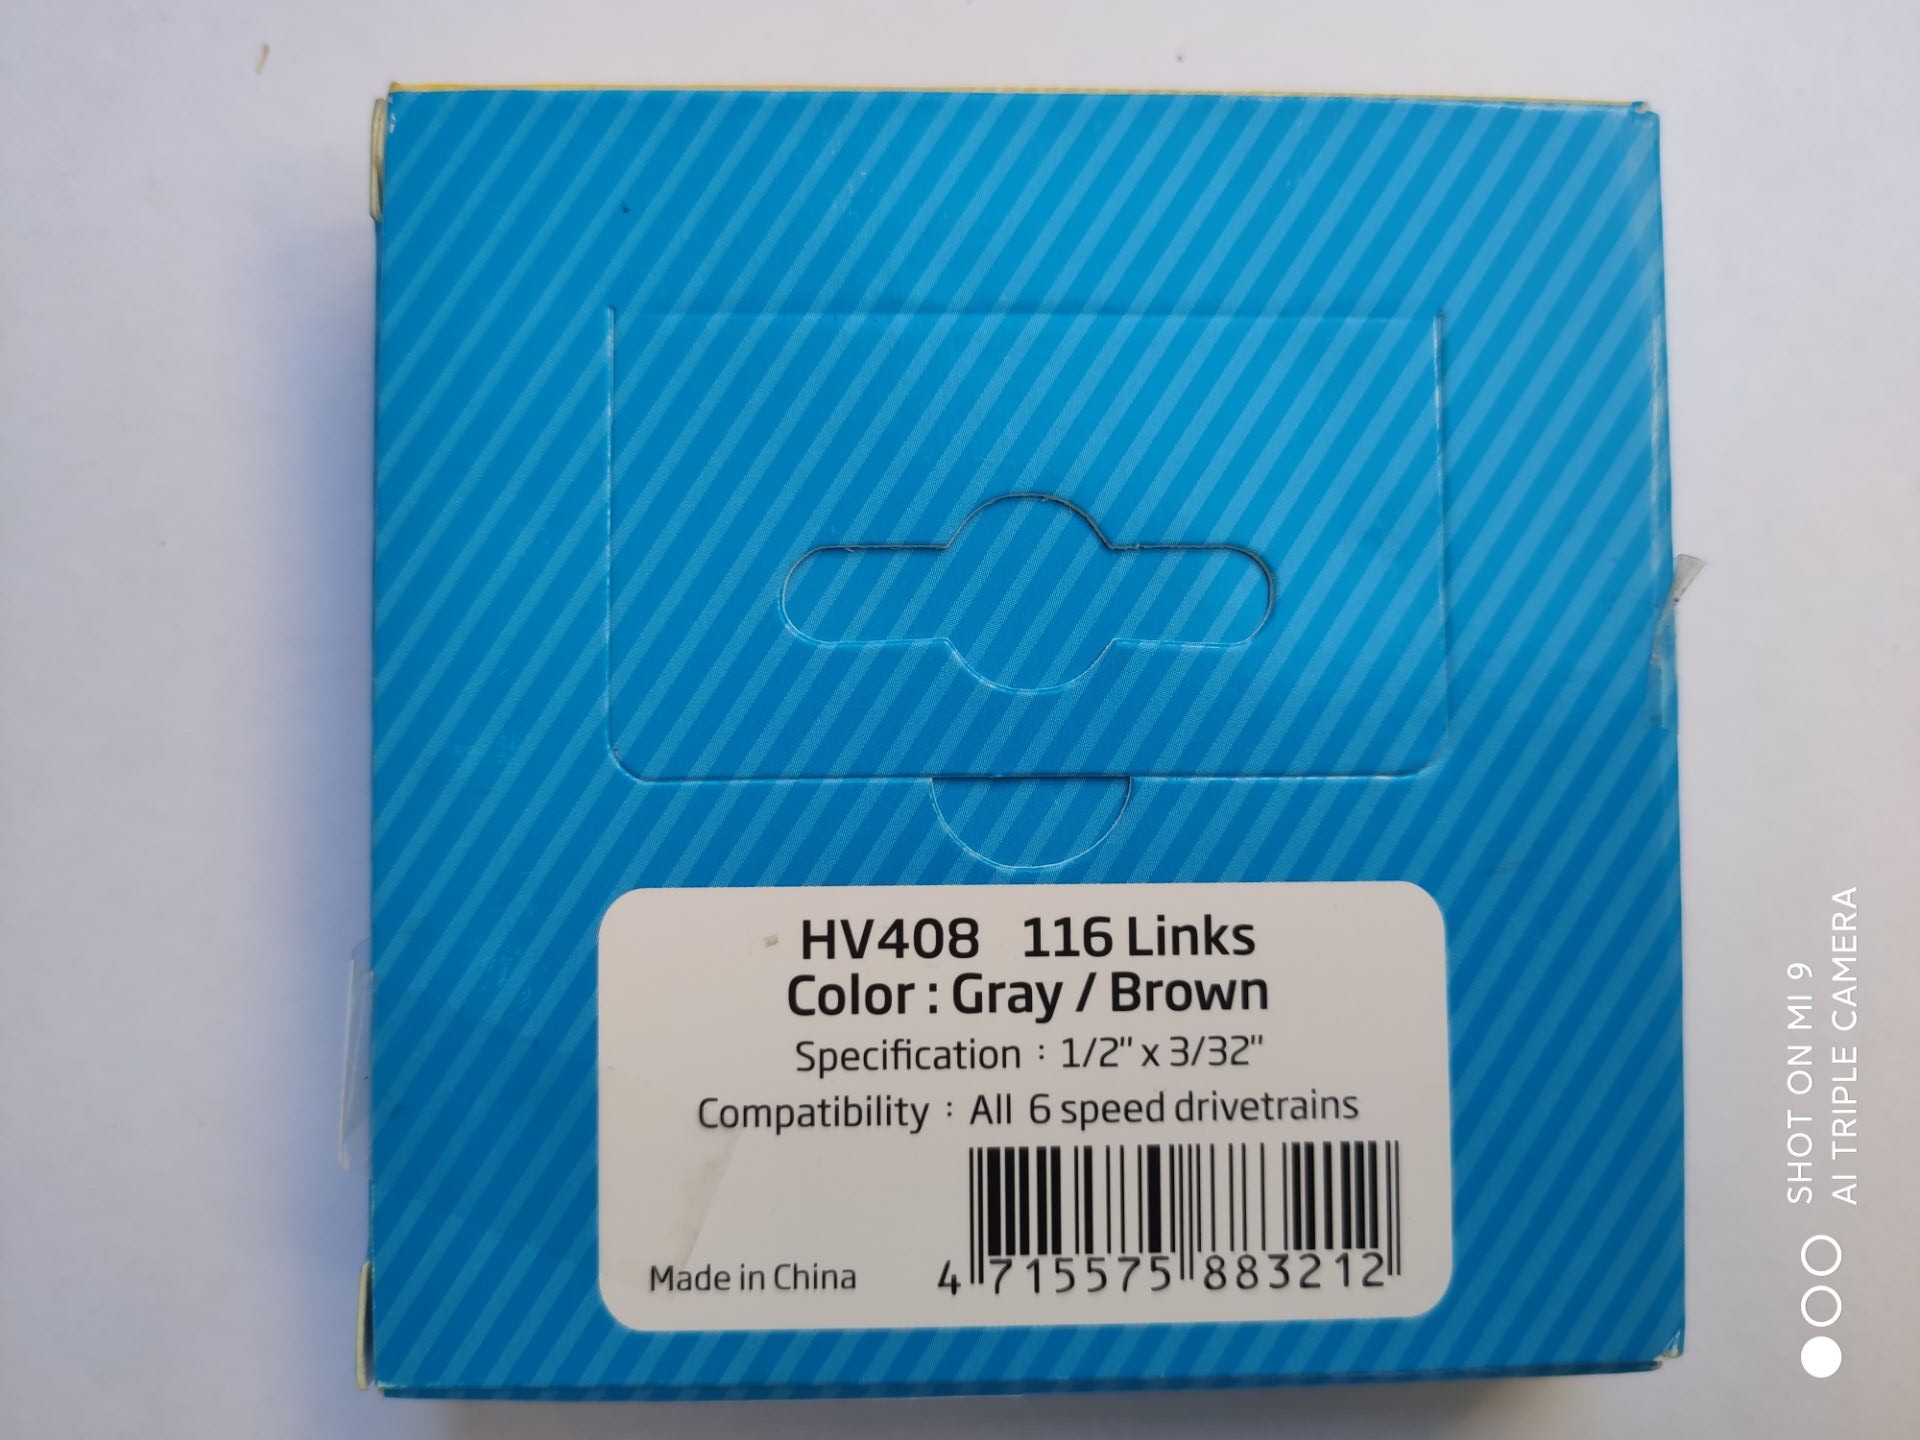 HV408 116 Links
Color : Gray / Brown
Specification : 1/2" x 3/32"
Compatibility : All 6 speed drivetrains
Made in China
4 715575 883212
SHOT ON MI 9
AI TRIPLE CAMERA